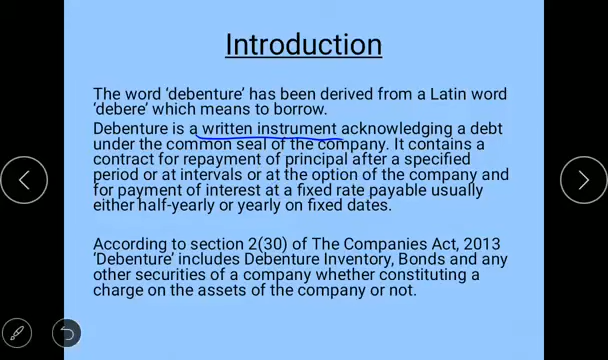 Introduction
The word ‘debenture’ has been derived from a Latin word
‘debere’ which means to borrow.
Debenture is a written instrument acknowledging a debt
under the common seal of the company. It contains a
contract for repayment of principal after a specified
period or at intervals or at the option of the company and
for payment of interest at a fixed rate payable usually
either half-yearly or yearly on fixed dates.
According to section 2(30) of The Companies Act, 2013
‘Debenture’ includes Debenture Inventory, Bonds and any
other securities of a company whether constituting a
charge on the assets of the company or not.